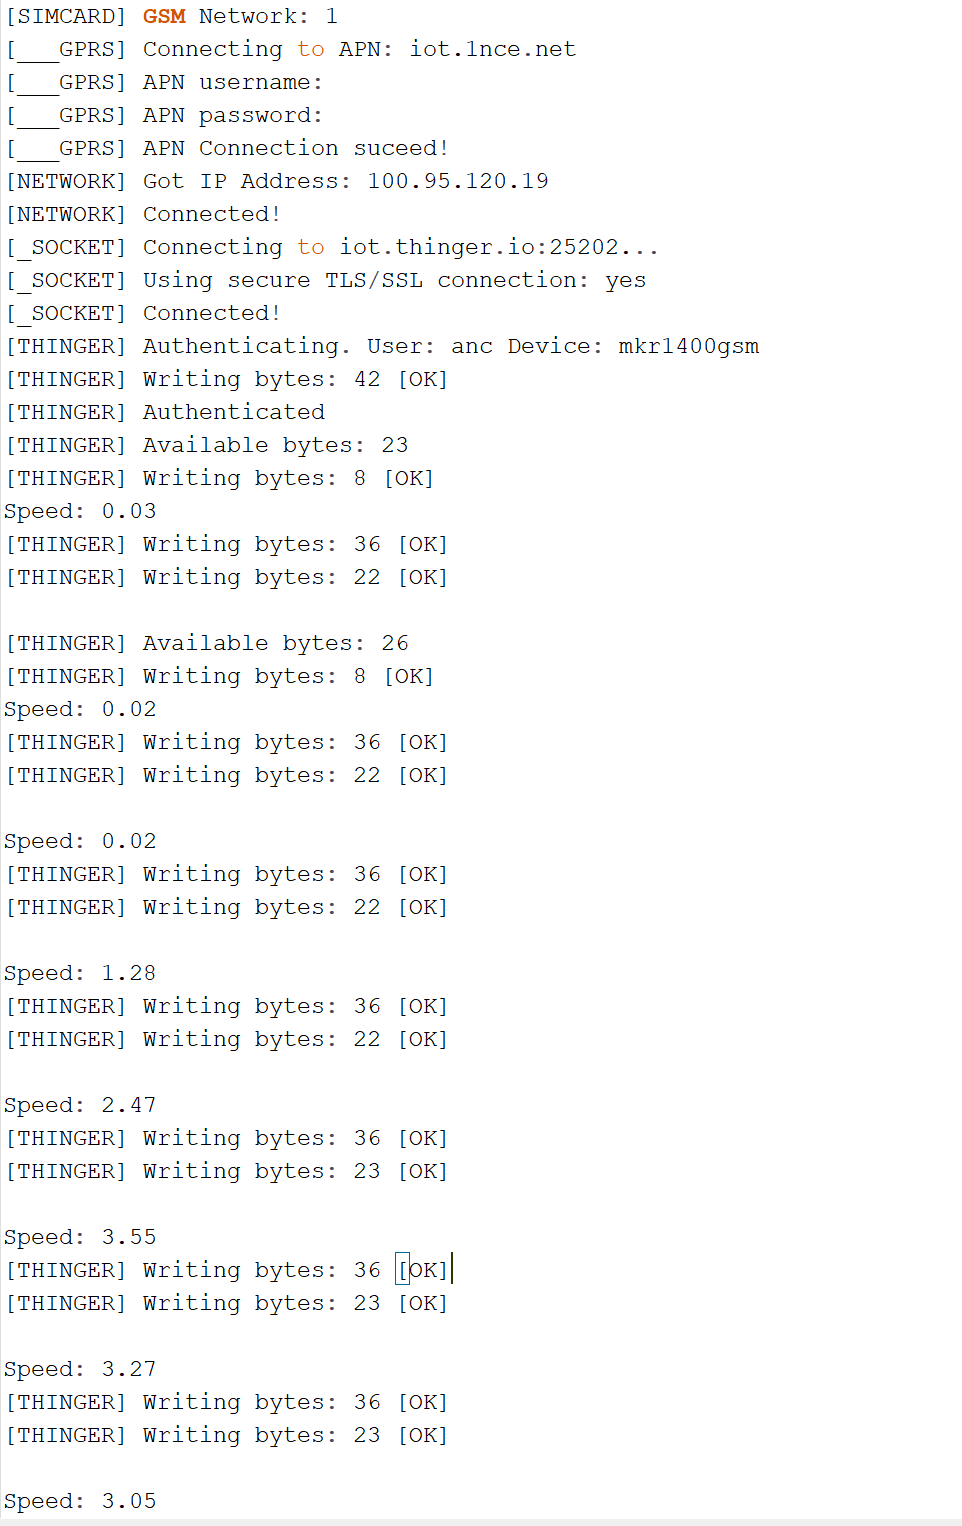 [SIMCARD] GSM Network: 1
[___GPRS] Connecting to APN: iot.1nce.net
[___GPRS] APN username:
[___GPRS] APN password:
[___GPRS] APN Connection suceed!
[NETWORK] Got IP Address: 100.95.120.19
[NETWORK] Connected!
[_SOCKET] Connecting to iot.thinger.io:25202...
[_SOCKET] Using secure TLS/SSL connection: yes
[_SOCKET] Connected!
[THINGER] Authenticating. User: anc Device: mkr1400gsm
[THINGER] Writing bytes: 42 [OK]
[THINGER] Authenticated
[THINGER] Available bytes: 23
[THINGER] Writing bytes: 8 [OK]
Speed: 0.03
[THINGER] Writing bytes: 36 [OK]
[THINGER] Writing bytes: 22 [OK]
[THINGER] Available bytes: 26
[THINGER] Writing bytes: 8 [OK]
Speed: 0.02
[THINGER] Writing bytes: 36 [OK]
[THINGER] Writing bytes: 22 [OK]
Speed: 0.02
[THINGER] Writing bytes: 36 [OK]
[THINGER] Writing bytes: 22 [OK]
Speed: 1.28
[THINGER] Writing bytes: 36 [OK]
[THINGER] Writing bytes: 22 [OK]
Speed: 2.47
[THINGER] Writing bytes: 36 [OK]
[THINGER] Writing bytes: 23 [OK]
Speed: 3.55
[THINGER] Writing bytes: 36 [OK]
[THINGER] Writing bytes: 23 [OK]
Speed: 3.27
[THINGER] Writing bytes: 36 [OK]
[THINGER] Writing bytes: 23 [OK]
Speed: 3.05